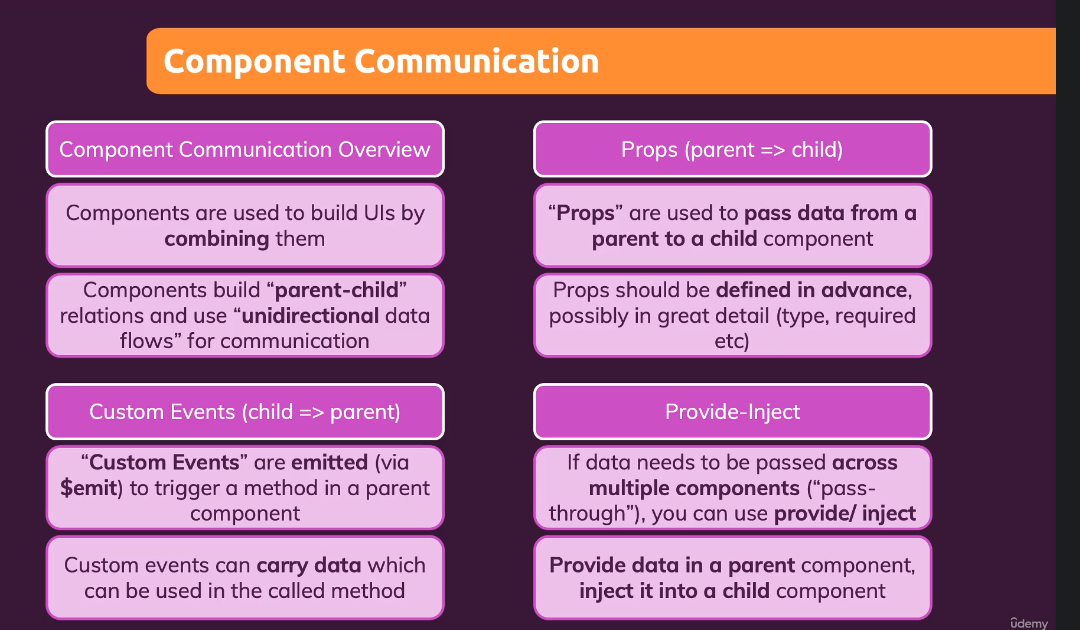 Component Communication
Component Communication Overview
Components are used to build UIs by
combining them
Components build “parent-child”
relations and use “unidirectional data
flows” for communication
Props (parent => child)
“Props” are used to pass data from a
parent to a child component
Props should be defined in advance,
possibly in great detail (type, required
etc)
Custom Events (child => parent)
“Custom Events” are emitted (via
$emit) to trigger a method in a parent
component
Custom events can carry data which
can be used in the called method
Provide-Inject
If data needs to be passed across
multiple components (“pass-
through”), you can use provide/ inject
Provide data in a parent component,
inject it into a child component
ûdemy